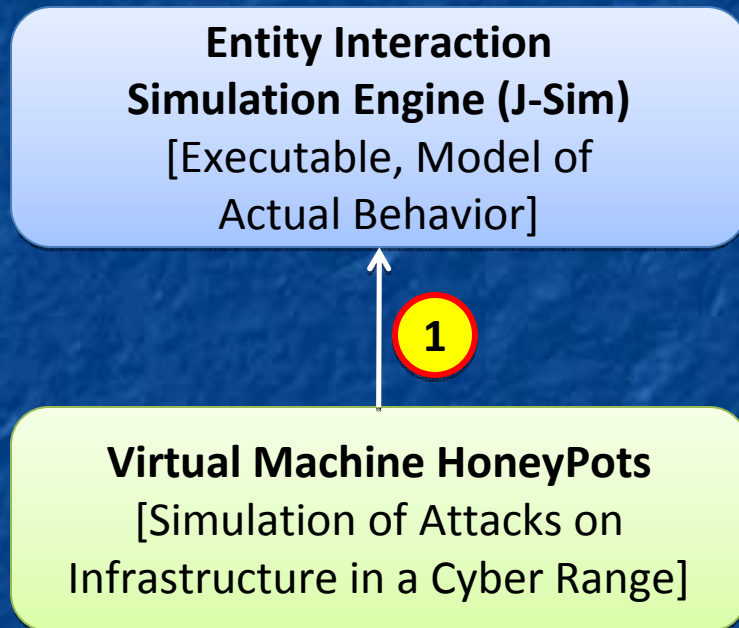 Entity Interaction
Simulation Engine (J-Sim)
[Executable, Model of
Actual Behavior]
1
Virtual Machine HoneyPots
[Simulation of Attacks on
Infrastructure in a Cyber Range]